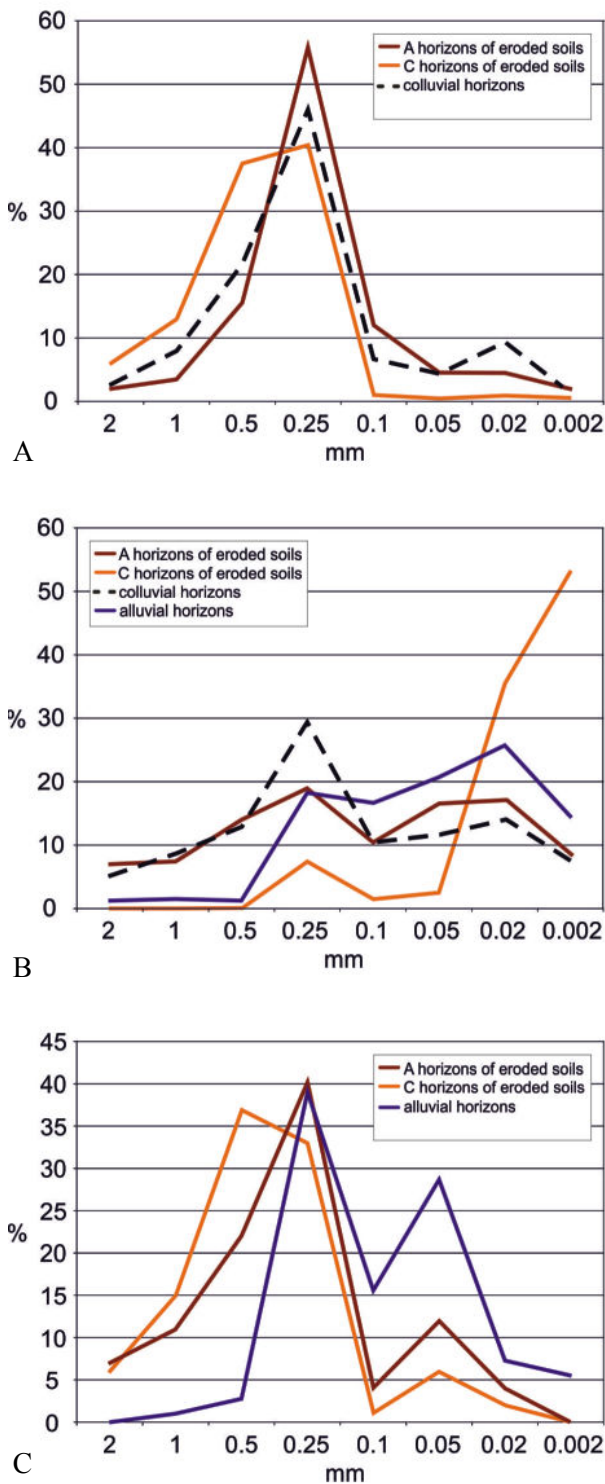 60
50
40
%
30
20
10
0
A horizons of eroded soils
C horizons of eroded soils
colluvial horizons
2 1 0.5 0.25 0.1 0.05 0.02 0.002
mm
A
60
50
40
%
30
20
10
0
A horizons of eroded soils
C horizons of eroded soils
colluvial horizons
alluvial horizons
2 1 0.5 0.25 0.1 0.05 0.02 0.002
mm
B
45
40
35
30
25
%
20
15
10
5
0
A horizons of eroded soils
C horizons of eroded soils
alluvial horizons
2 1 0.5 0.25 0.1 0.05 0.02 0.002
mm
C